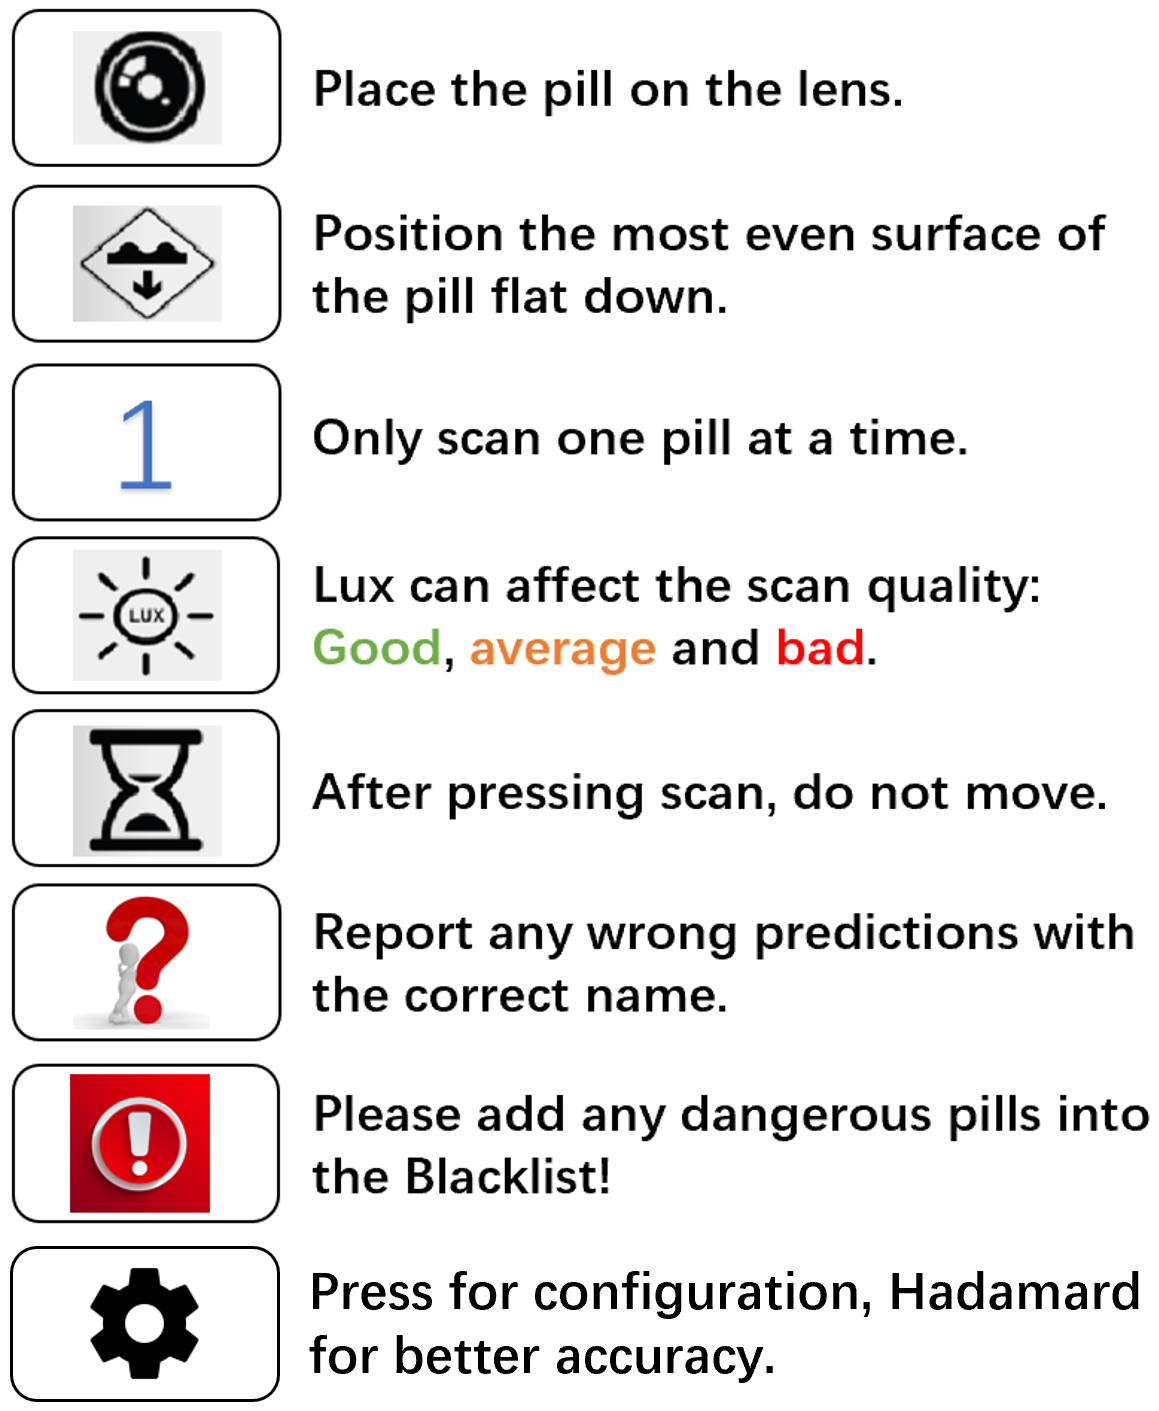 Place the pill on the lens.
Position the most even surface of
the pill flat down.
1
Only scan one pill at a time.
LUX
Lux can affect the scan quality:
Good, average and bad.
After pressing scan, do not move.
?
Report any wrong predictions with
the correct name.
!
Please add any dangerous pills into
the Blacklist!
Press for configuration, Hadamard
for better accuracy.